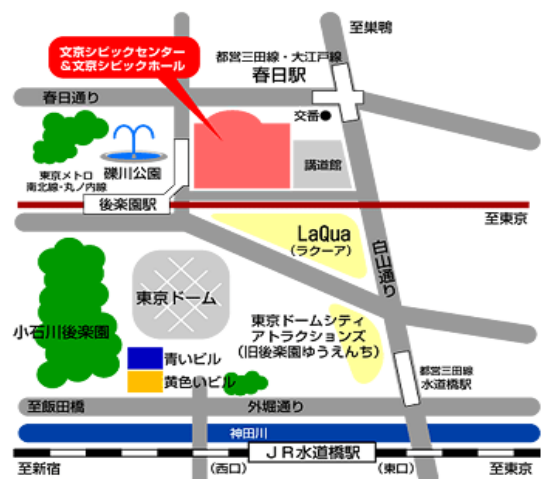 至巣鴨
文京シビックセンター
&文京シビックホール
都営三田線・大江戸線
春日駅
春日通り
交番●
講道館
東京メトロ
南北線・丸ノ内線
礫川公園
後楽園駅
至東京
LaQua
(ラクーア)
白山通り
東京ドーム
小石川後楽園
東京ドームシティ
アトラクションズ
(旧後楽園ゆうえんち)
青いビル
黄色いビル
都営三田線
水道橋駅
至飯田橋
外堀通り
神田川
JR水道橋駅
至新宿
(西口)
(東口)
至東京